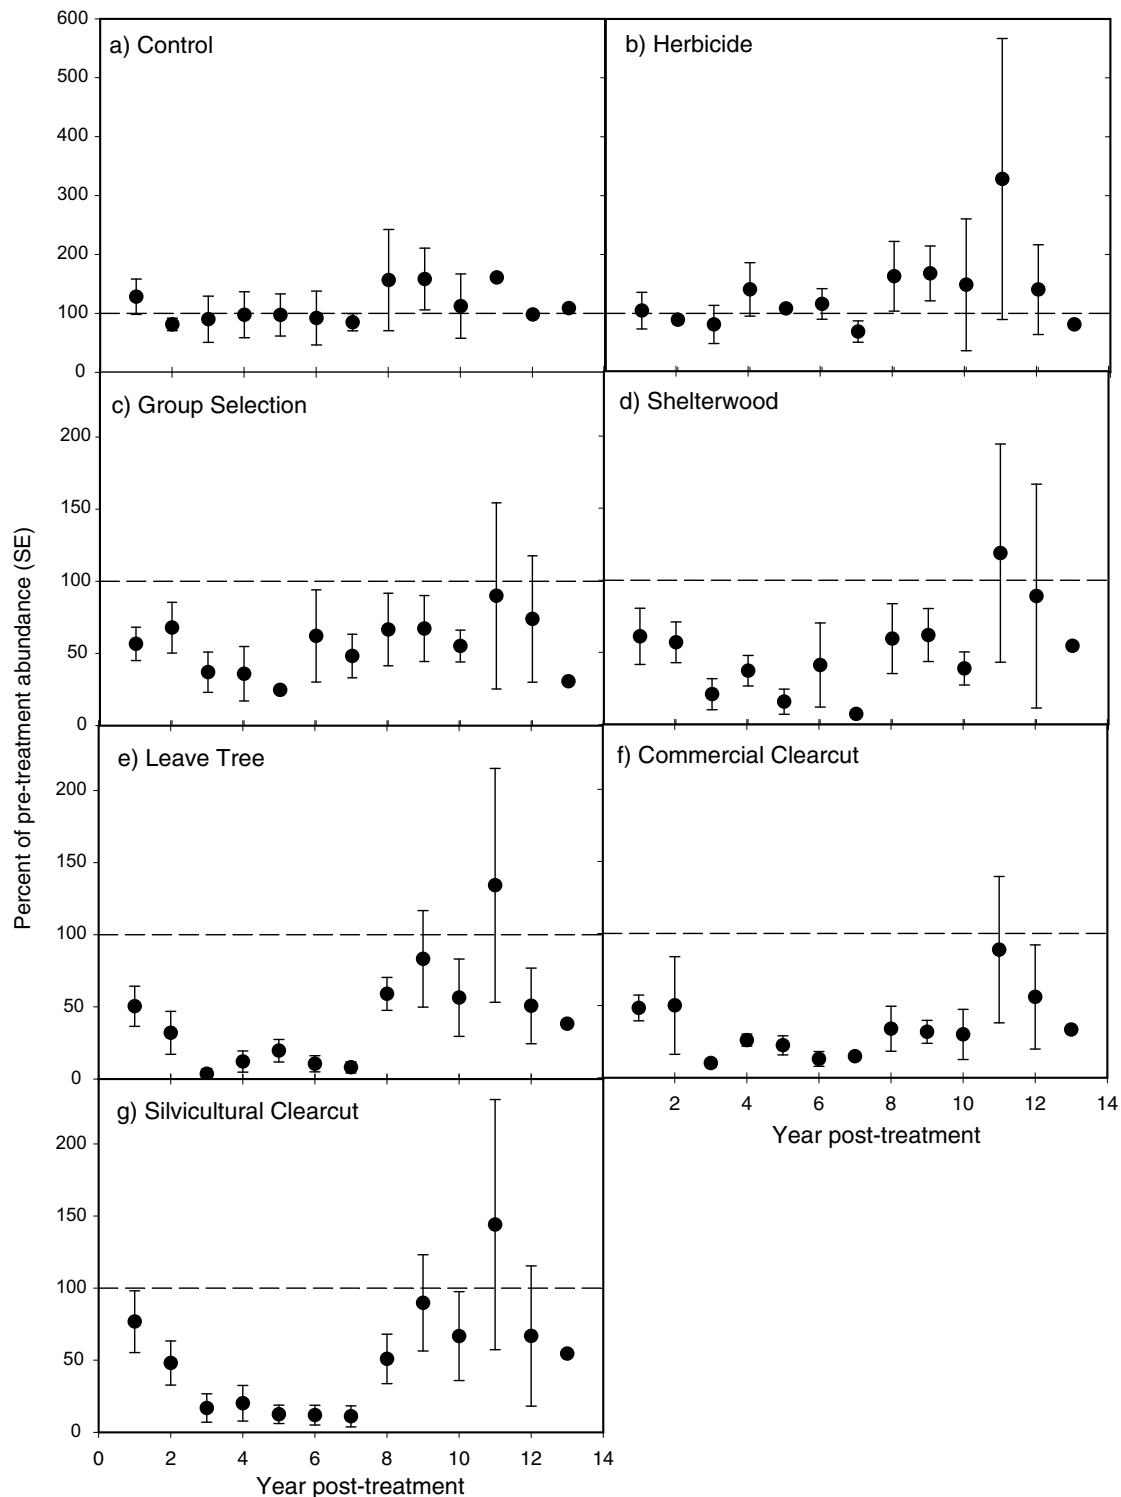 600
a) Control
b) Herbicide
500
400
300
200
100
0
c) Group Selection
d) Shelterwood
200
150
100
50
0
Percent of pre-treatment abundance (SE)
e) Leave Tree
f) Commercial Clearcut
200
150
100
50
0
2 4 6 8 10 12 14
Year post-treatment
g) Silvicultural Clearcut
200
150
100
50
0
0 2 4 6 8 10 12 14
Year post-treatment